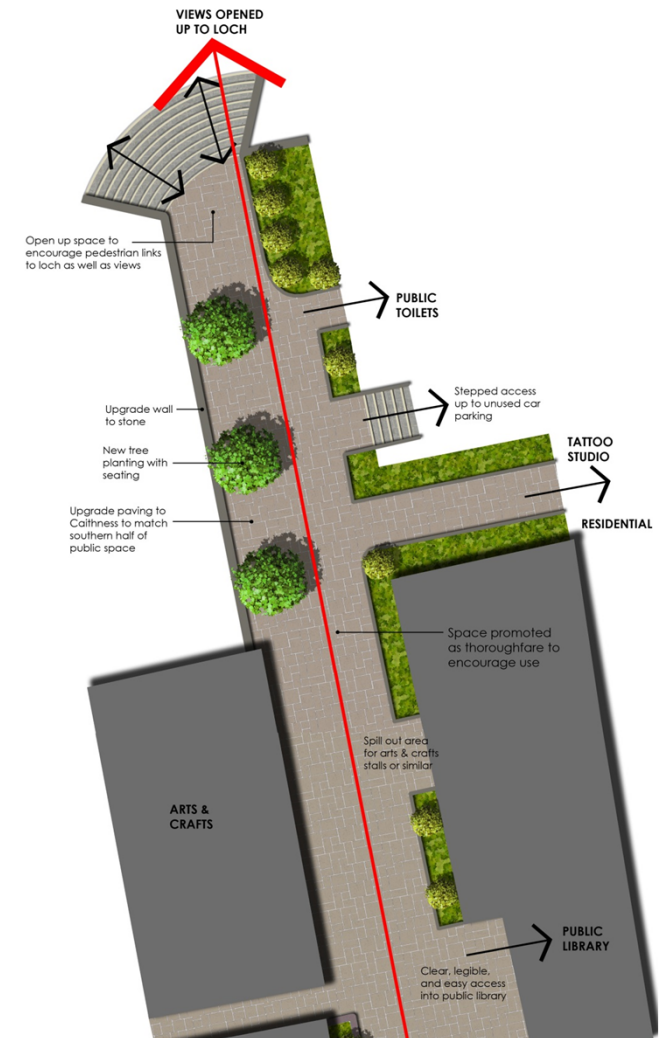 VIEWS OPENED
UP TO LOCH
Open up space to
encourage pedestrian links
to loch as well as views
PUBLIC
TOILETS
Stepped access
up to unused car
parking
Upgrade wall
to stone
TATTOO
STUDIO
New tree
planting with
seating
Upgrade paving to
Caithness to match
southern half of
public space
RESIDENTIAL
Space promoted
as thoroughfare to
encourage use
Spill out area
for arts & crafts
stalls or similar
ARTS &
CRAFTS
PUBLIC
LIBRARY
Clear, legible,
and easy access
into public library